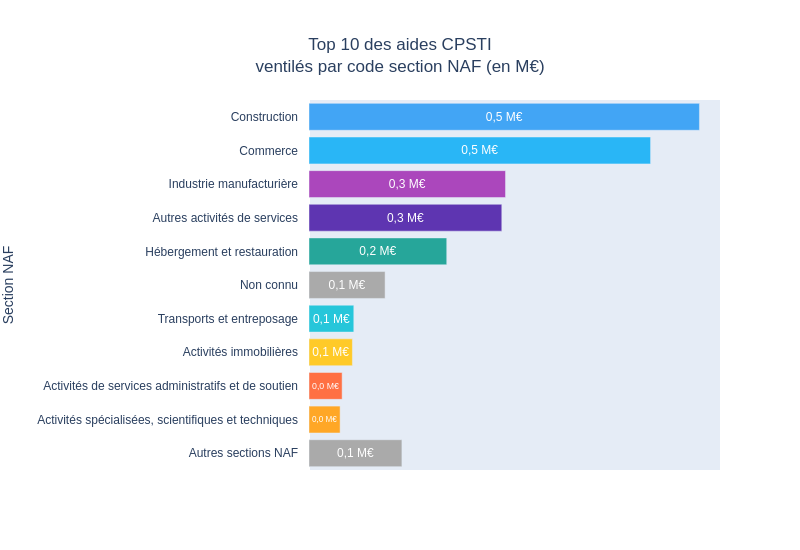 Top 10 des aides CPSTI
ventilés par code section NAF (en M€)
Section NAF
Construction 0,5 M€
Commerce 0,5 M€
Industrie manufacturière 0,3 M€
Autres activités de services 0,3 M€
Hébergement et restauration 0,2 M€
Non connu 0,1 M€
Transports et entreposage 0,1 M€
Activités immobilières 0,1 M€
Activités de services administratifs et de soutien 0,0 M€
Activités spécialisées, scientifiques et techniques 0,0 M€
Autres sections NAF 0,1 M€